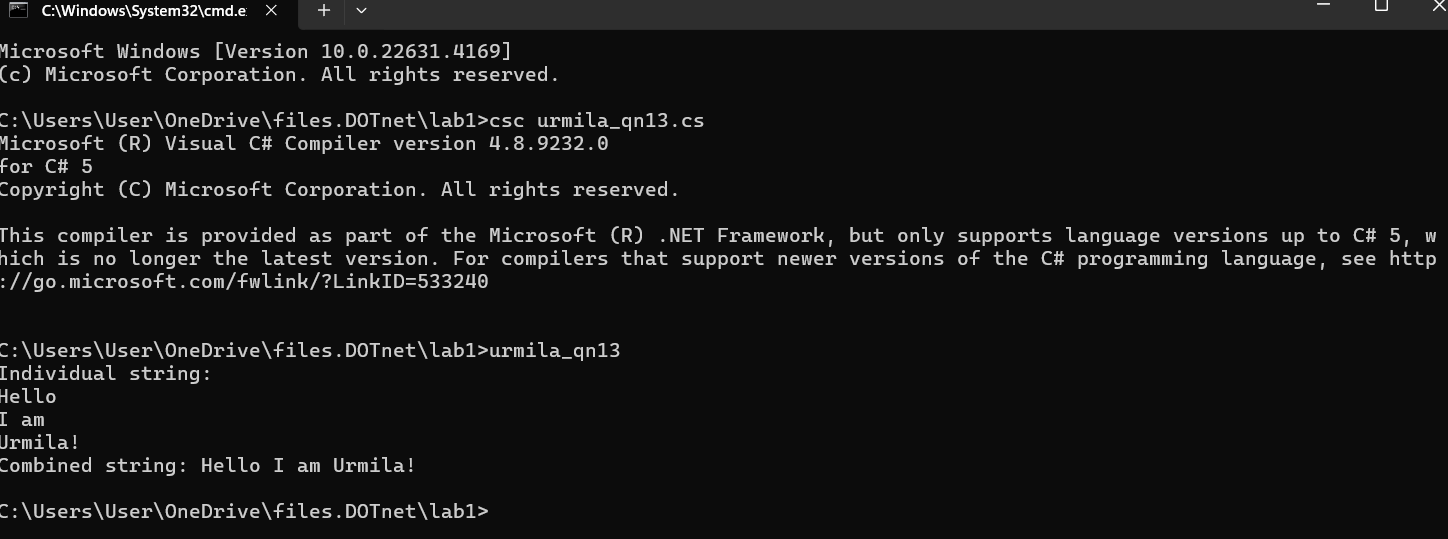 C:\Windows\System32\cmd.e
Microsoft Windows [Version 10.0.22631.4169]
(c) Microsoft Corporation. All rights reserved.
C:\Users\User\OneDrive\files.DOTnet\lab1>csc urmila_qn13.cs
Microsoft (R) Visual C# Compiler version 4.8.9232.0
for C# 5
Copyright (C) Microsoft Corporation. All rights reserved.
This compiler is provided as part of the Microsoft (R) .NET Framework, but only supports language versions up to C# 5, w
hich is no longer the latest version. For compilers that support newer versions of the C# programming language, see http
://go.microsoft.com/fwlink/?LinkID=533240
C:\Users\User\OneDrive\files.DOTnet\lab1>urmila_qn13
Individual string:
Hello
I am
Urmila!
Combined string: Hello I am Urmila!
C:\Users\User\OneDrive\files.DOTnet\lab1>